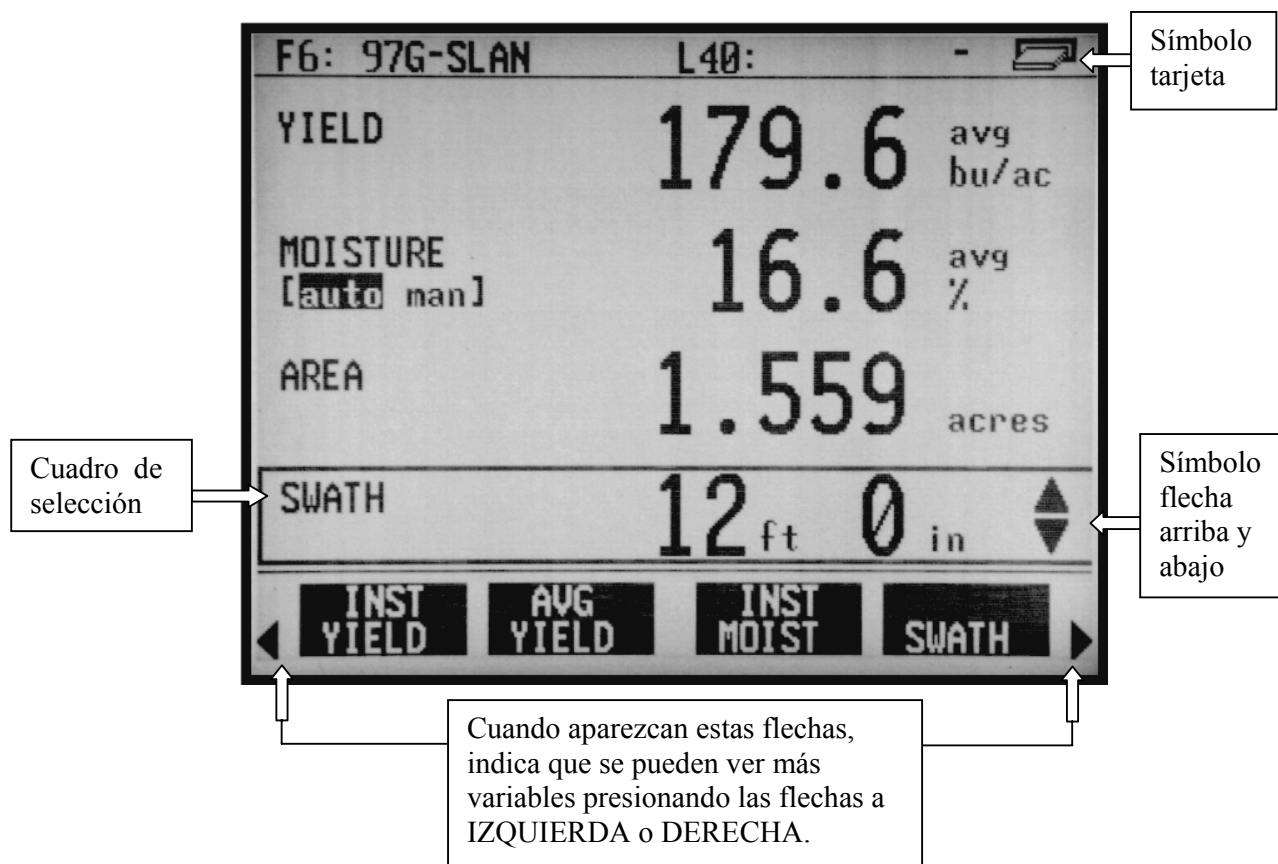 F6: 97G-SLAN L40: -
Símbolo
tarjeta
YIELD 179.6 avg
bu/ac
MOISTURE 16.6 avg
[auto man] %
AREA 1.559 acres
Cuadro de
selección
SWATH 12 ft 0 in
Símbolo
flecha
arriba y
abajo
INST
YIELD
AVG
YIELD
INST
MOIST
SWATH
Cuando aparezcan estas flechas,
indica que se pueden ver más
variables presionando las flechas a
IZQUIERDA o DERECHA.